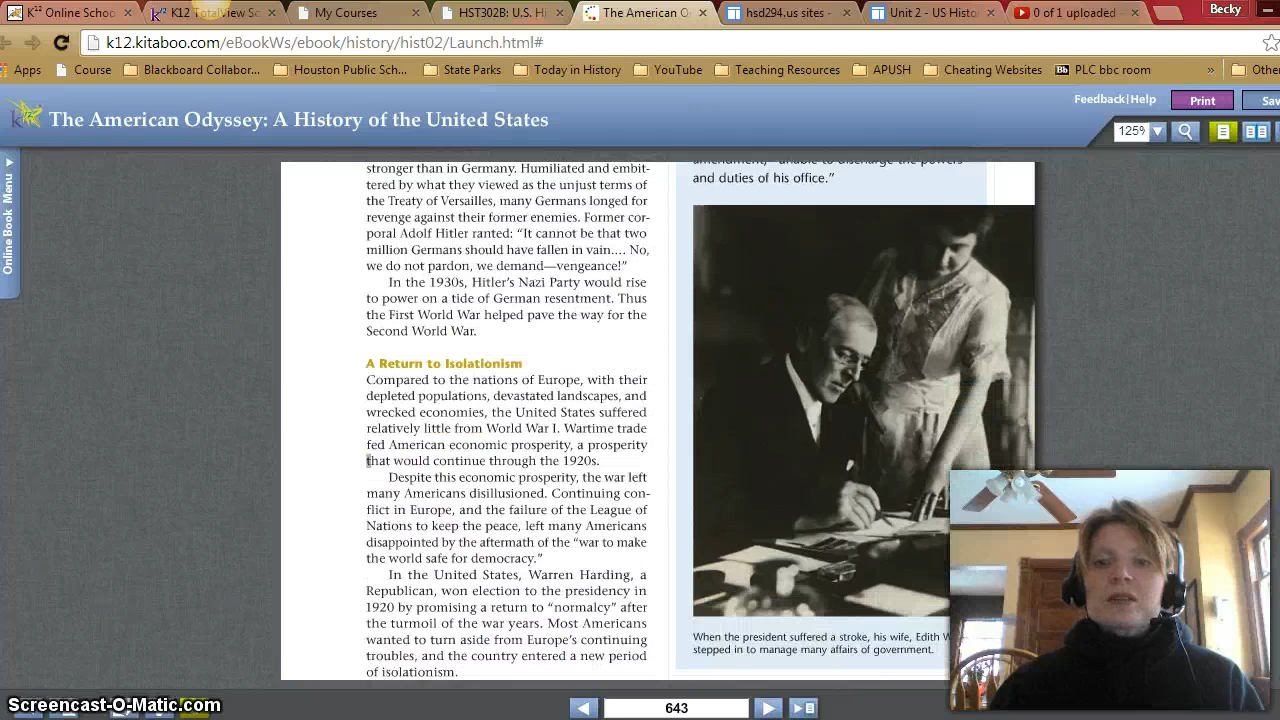 K¹² Online Schoo
K12 TotalView Sc
My Courses
HST302B: U.S. Hi
The American O
hsd294.us sites -
Unit 2 - US Histo
0 of 1 uploaded -
Becky
k12.kitaboo.com/eBookWs/ebook/history/hist02/Launch.html#
Apps
Course
Blackboard Collabor...
Houston Public Sch...
State Parks
Today in History
YouTube
Teaching Resources
APUSH
Cheating Websites
Bb PLC bbc room
»
Other
Feedback|Help
Print
Sav
The American Odyssey: A History of the United States
125%
Online Book Menu
stronger than in Germany. Humiliated and embit-
tered by what they viewed as the unjust terms of
the Treaty of Versailles, many Germans longed for
revenge against their former enemies. Former cor-
poral Adolf Hitler ranted: “It cannot be that two
million Germans should have fallen in vain.... No,
we do not pardon, we demand—vengeance!”
In the 1930s, Hitler’s Nazi Party would rise
to power on a tide of German resentment. Thus
the First World War helped pave the way for the
Second World War.
A Return to Isolationism
Compared to the nations of Europe, with their
depleted populations, devastated landscapes, and
wrecked economies, the United States suffered
relatively little from World War I. Wartime trade
fed American economic prosperity, a prosperity
that would continue through the 1920s.
Despite this economic prosperity, the war left
many Americans disillusioned. Continuing con-
flict in Europe, and the failure of the League of
Nations to keep the peace, left many Americans
disappointed by the aftermath of the “war to make
the world safe for democracy.”
In the United States, Warren Harding, a
Republican, won election to the presidency in
1920 by promising a return to “normalcy” after
the turmoil of the war years. Most Americans
wanted to turn aside from Europe’s continuing
troubles, and the country entered a new period
of isolationism.
amendment, “unable to discharge the powers
and duties of his office.”
When the president suffered a stroke, his wife, Edith W
stepped in to manage many affairs of government.
643
Screencast-O-Matic.com